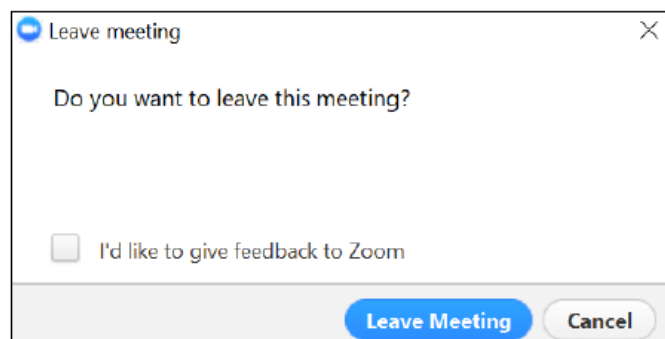 Leave meeting
Do you want to leave this meeting?
I'd like to give feedback to Zoom
Leave Meeting Cancel